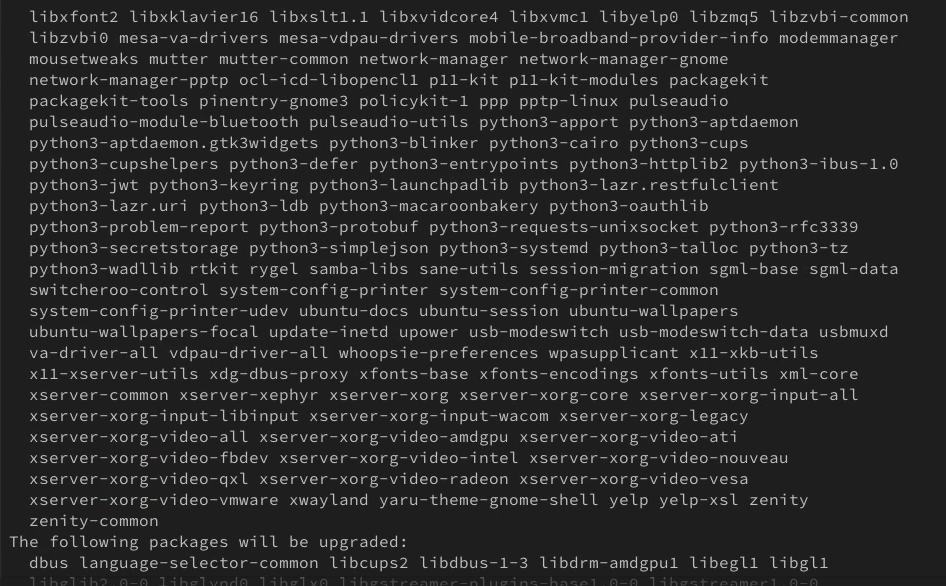 libxfont2 libxklavier16 libxslt1.1 libxvidcore4 libxvmc1 libyelp0 libzmq5 libzvbi-common
libzvbi0 mesa-va-drivers mesa-vdpau-drivers mobile-broadband-provider-info modemmanager
mousetweaks mutter mutter-common network-manager network-manager-gnome
network-manager-pptp ocl-icd-libopencl1 p11-kit p11-kit-modules packagekit
packagekit-tools pinentry-gnome3 policykit-1 ppp pptp-linux pulseaudio
pulseaudio-module-bluetooth pulseaudio-utils python3-apport python3-aptdaemon
python3-aptdaemon.gtk3widgets python3-blinker python3-cairo python3-cups
python3-cupshelpers python3-defer python3-entrypoints python3-httplib2 python3-ibus-1.0
python3-jwt python3-keyring python3-launchpadlib python3-lazr.restfulclient
python3-lazr.uri python3-ldb python3-macaroonbakery python3-oauthlib
python3-problem-report python3-protobuf python3-requests-unixsocket python3-rfc3339
python3-secretstorage python3-simplejson python3-systemd python3-talloc python3-tz
python3-wadllib rtkit rygel samba-libs sane-utils session-migration sgml-base sgml-data
switcheroo-control system-config-printer system-config-printer-common
system-config-printer-udev ubuntu-docs ubuntu-session ubuntu-wallpapers
ubuntu-wallpapers-focal update-inetd upower usb-modeswitch usb-modeswitch-data usbmuxd
va-driver-all vdpau-driver-all whoopsie-preferences wpasupplicant x11-xkb-utils
x11-xserver-utils xdg-dbus-proxy xfonts-base xfonts-encodings xfonts-utils xml-core
xserver-common xserver-xephyr xserver-xorg xserver-xorg-core xserver-xorg-input-all
xserver-xorg-input-libinput xserver-xorg-input-wacom xserver-xorg-legacy
xserver-xorg-video-all xserver-xorg-video-amdgpu xserver-xorg-video-ati
xserver-xorg-video-fbdev xserver-xorg-video-intel xserver-xorg-video-nouveau
xserver-xorg-video-qxl xserver-xorg-video-radeon xserver-xorg-video-vesa
xserver-xorg-video-vmware xwayland yaru-theme-gnome-shell yelp yelp-xsl zenity
zenity-common
The following packages will be upgraded:
dbus language-selector-common libcups2 libdbus-1-3 libdrm-amdgpu1 libegl1 libgl1
libglib2.0-0 libglvnd0 libglx0 libgstreamer-plugins-base1.0-0 libgstreamer1.0-0